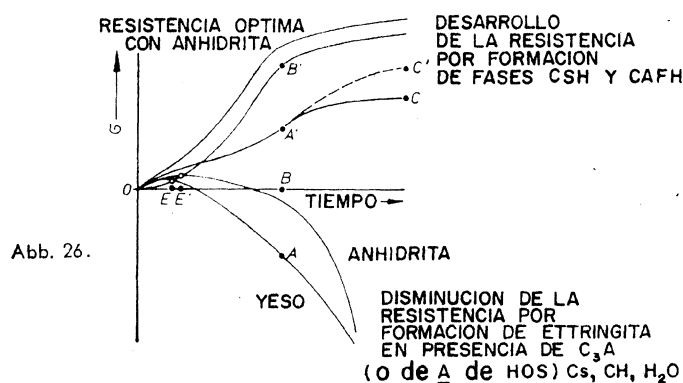 RESISTENCIA OPTIMA
CON ANHIDRITA
DESARROLLO
DE LA RESISTENCIA
POR FORMACION
DE FASES CSH Y CAFH
B'
C'
C
A'
G
O
B
E E'
TIEMPO
A
Abb. 26.
ANHIDRITA
YESO
DISMINUCION DE LA
RESISTENCIA POR
FORMACION DE ETTRINGITA
EN PRESENCIA DE C₃A
(o de A de HOS) Cs, CH, H₂O